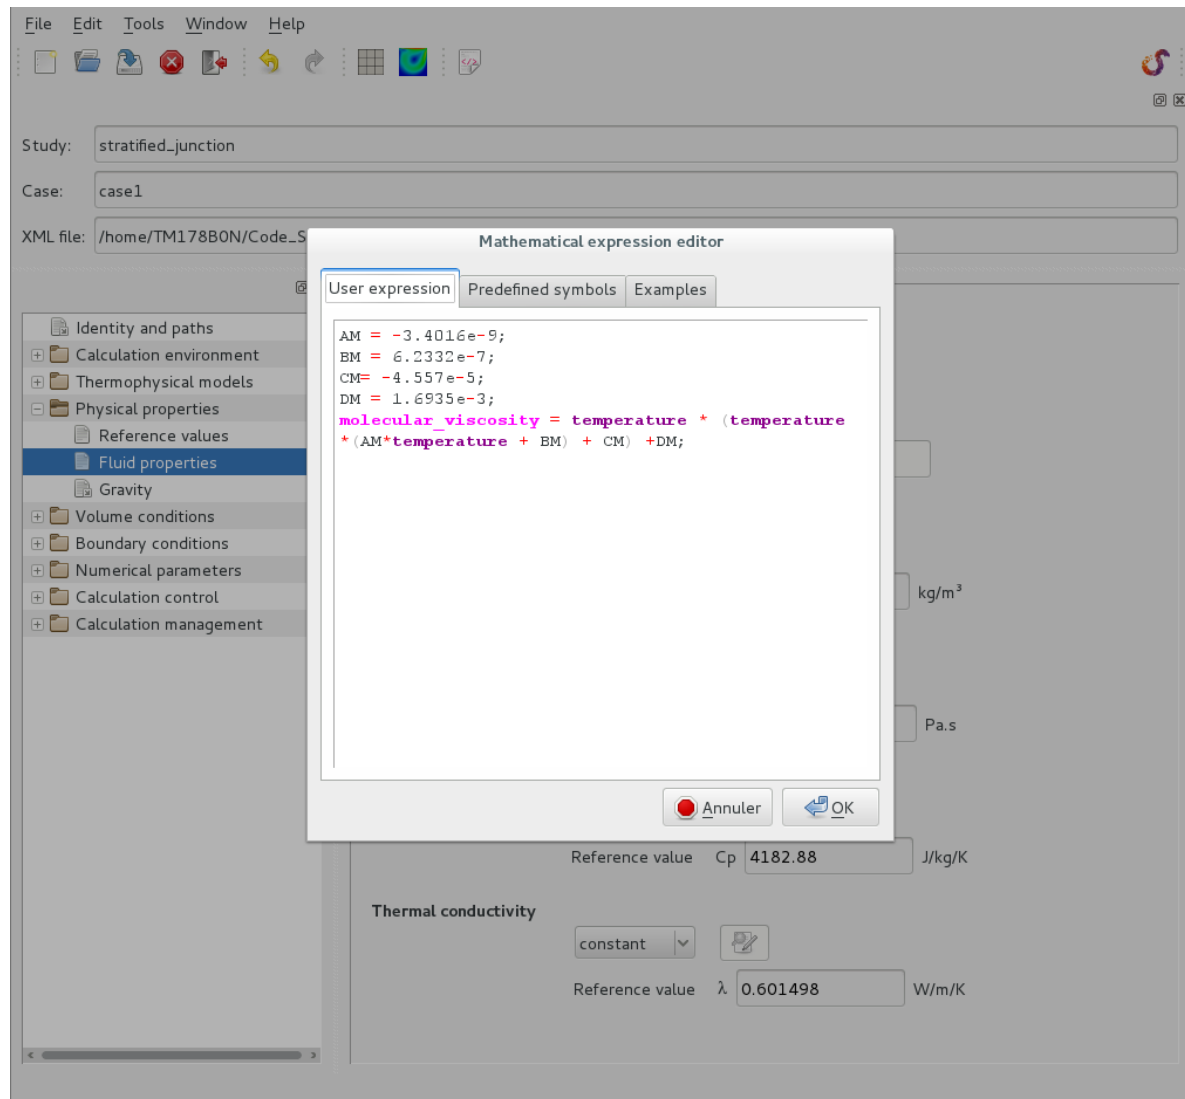 File Edit Tools Window Help
Study: stratified_junction
Case: case1
XML file: /home/TM178B0N/Code_S
Mathematical expression editor
User expression Predefined symbols Examples
AM = -3.4016e-9;
BM = 6.2332e-7;
CM= -4.557e-5;
DM = 1.6935e-3;
molecular_viscosity = temperature * (temperature
*(AM*temperature + BM) + CM) +DM;
Identity and paths
Calculation environment
Thermophysical models
Physical properties
Reference values
Fluid properties
Gravity
Volume conditions
Boundary conditions
Numerical parameters
Calculation control
Calculation management
kg/m³
Pa.s
Annuler OK
Reference value Cp 4182.88 J/kg/K
Thermal conductivity
constant
Reference value λ 0.601498 W/m/K